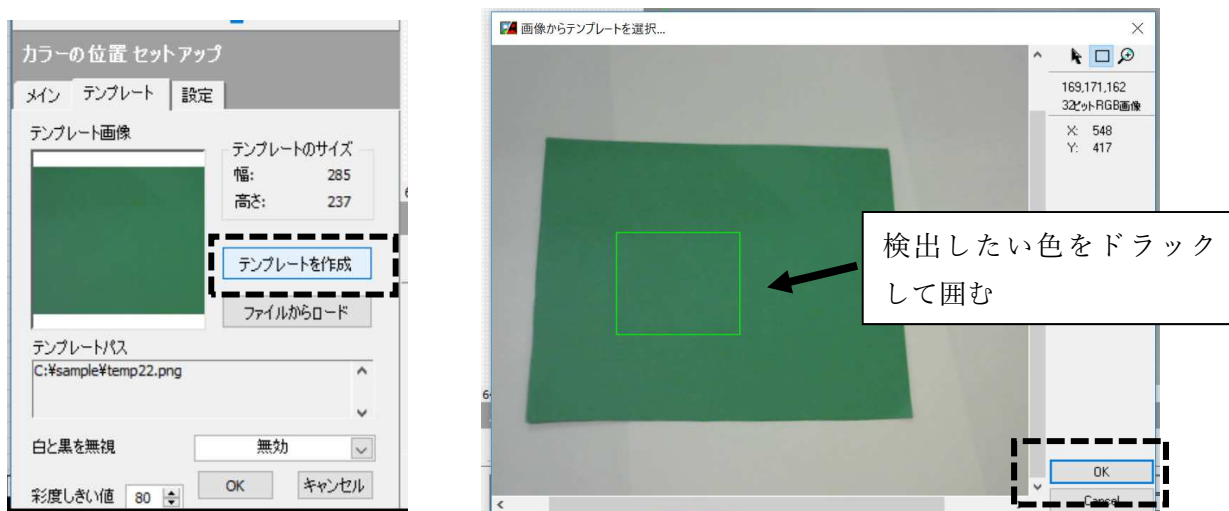 カラーの位置 セットアップ
メイン テンプレート 設定
テンプレート画像
テンプレートのサイズ
幅: 285
高さ: 237
テンプレートを作成
ファイルからロード
テンプレートパス
C:¥sample¥temp22.png
白と黒を無視 無効
彩度しきい値 80
OK キャンセル
画像からテンプレートを選択...
169,171,162
32ビットRGB画像
X: 548
Y: 417
検出したい色をドラック
して囲む
OK
Cancel